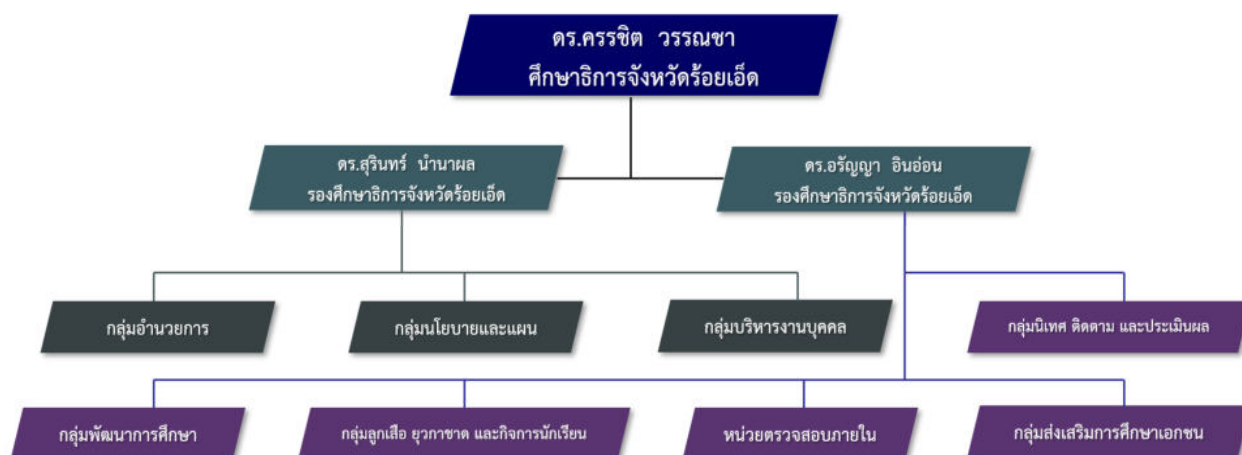 ดร.ครรชิต วรรณชา
ศึกษาธิการจังหวัดร้อยเอ็ด
ดร.สุรินทร์ นำนาผล
รองศึกษาธิการจังหวัดร้อยเอ็ด
ดร.อรัญญา อินอ่อน
รองศึกษาธิการจังหวัดร้อยเอ็ด
กลุ่มอำนวยการ
กลุ่มนโยบายและแผน
กลุ่มบริหารงานบุคคล
กลุ่มนิเทศ ติดตาม และประเมินผล
กลุ่มพัฒนาการศึกษา
กลุ่มลูกเสือ ยุวกาชาด และกิจการนักเรียน
หน่วยตรวจสอบภายใน
กลุ่มส่งเสริมการศึกษาเอกชน